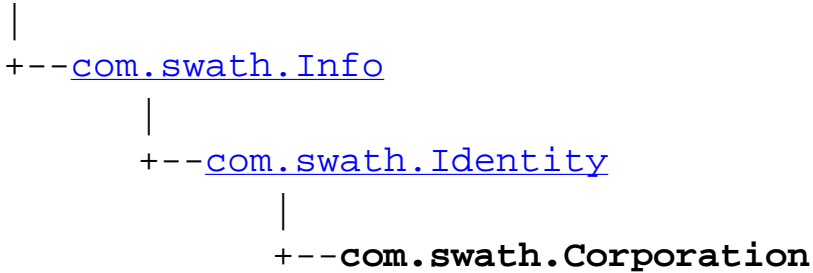 |
+--com.swath.Info
|
+--com.swath.Identity
|
+--com.swath.Corporation